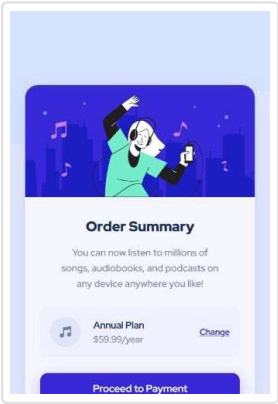 Order Summary
You can now listen to millions of
songs, audiobooks, and podcasts on
any device anywhere you like!
Annual Plan
$59.99/year
Change
Proceed to Payment